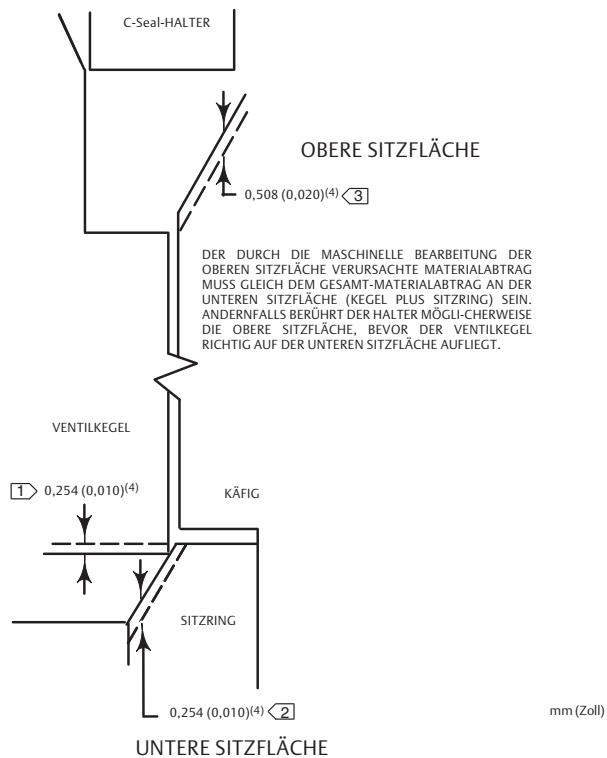 C-Seal-HALTER
OBERE SITZFLÄCHE
0,508 (0,020)(4) 3
DER DURCH DIE MASCHINELLE BEARBEITUNG DER
OBEREN SITZFLÄCHE VERURSACHTE MATERIALABTRAG
MUSS GLEICH DEM GESAMT-MATERIALABTRAG AN DER
UNTEREN SITZFLÄCHE (KEGEL PLUS SITZRING) SEIN.
ANDERNFALLS BERÜHRT DER HALTER MÖGLI-CHERWEISE
DIE OBERE SITZFLÄCHE, BEVOR DER VENTILKEGEL
RICHTIG AUF DER UNTEREN SITZFLÄCHE AUFLIEGT.
VENTILKEGEL
1 0,254 (0,010)(4)
KÄFIG
SITZRING
0,254 (0,010)(4) 2
mm (Zoll)
UNTERE SITZFLÄCHE